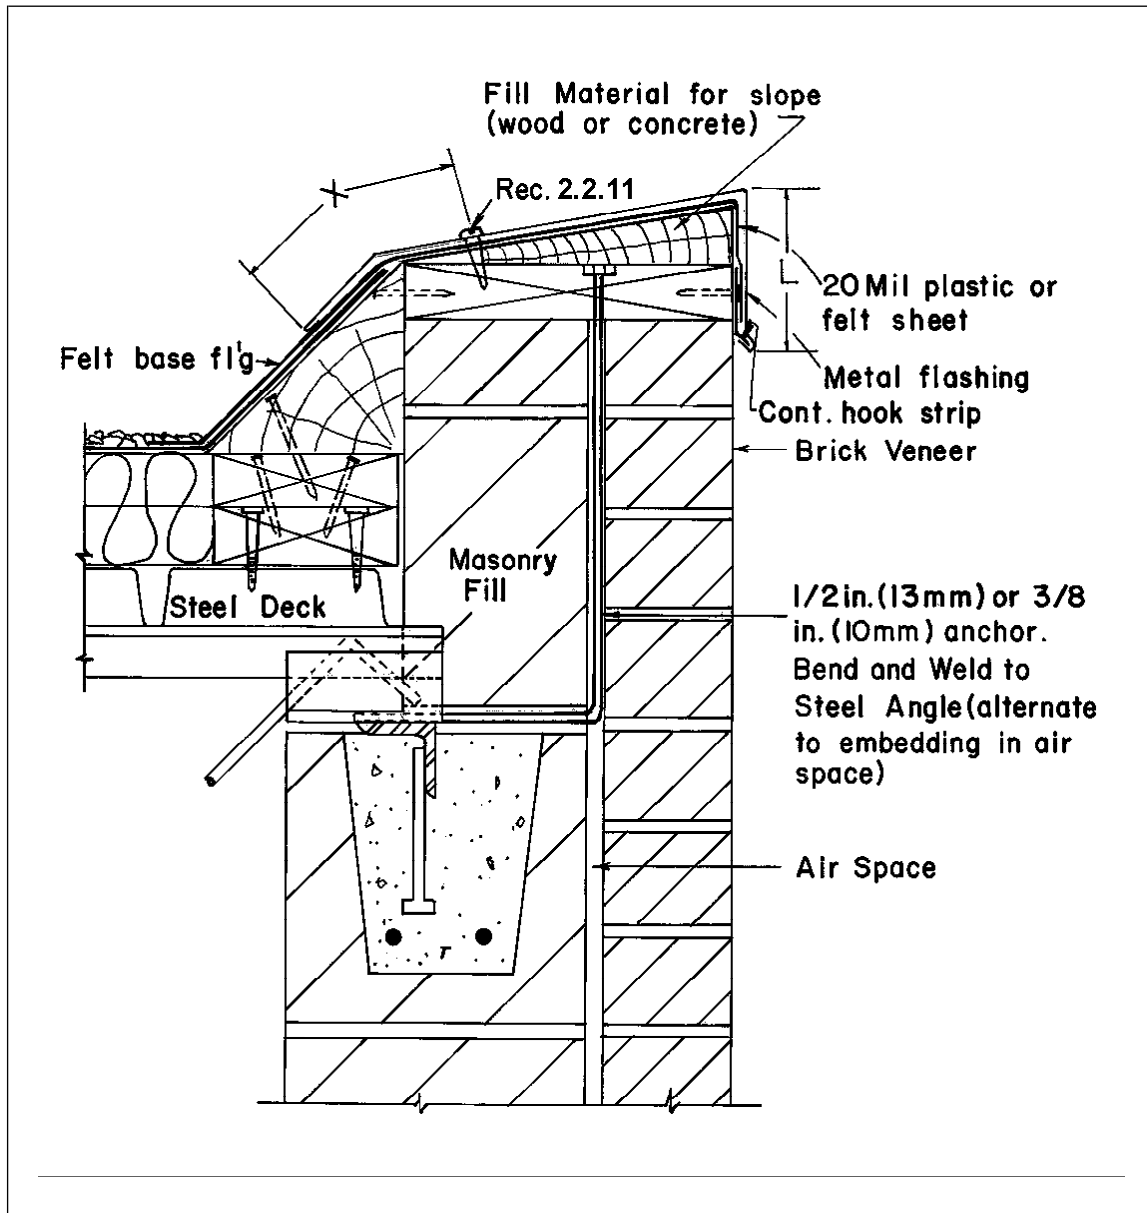 Fill Material for slope
(wood or concrete)
X
Rec. 2.2.11
L
20 Mil plastic or
felt sheet
Felt base fl'g
Metal flashing
Cont. hook strip
Brick Veneer
Masonry
Fill
Steel Deck
1/2 in. (13mm) or 3/8
in. (10mm) anchor.
Bend and Weld to
Steel Angle (alternate
to embedding in air
space)
Air Space